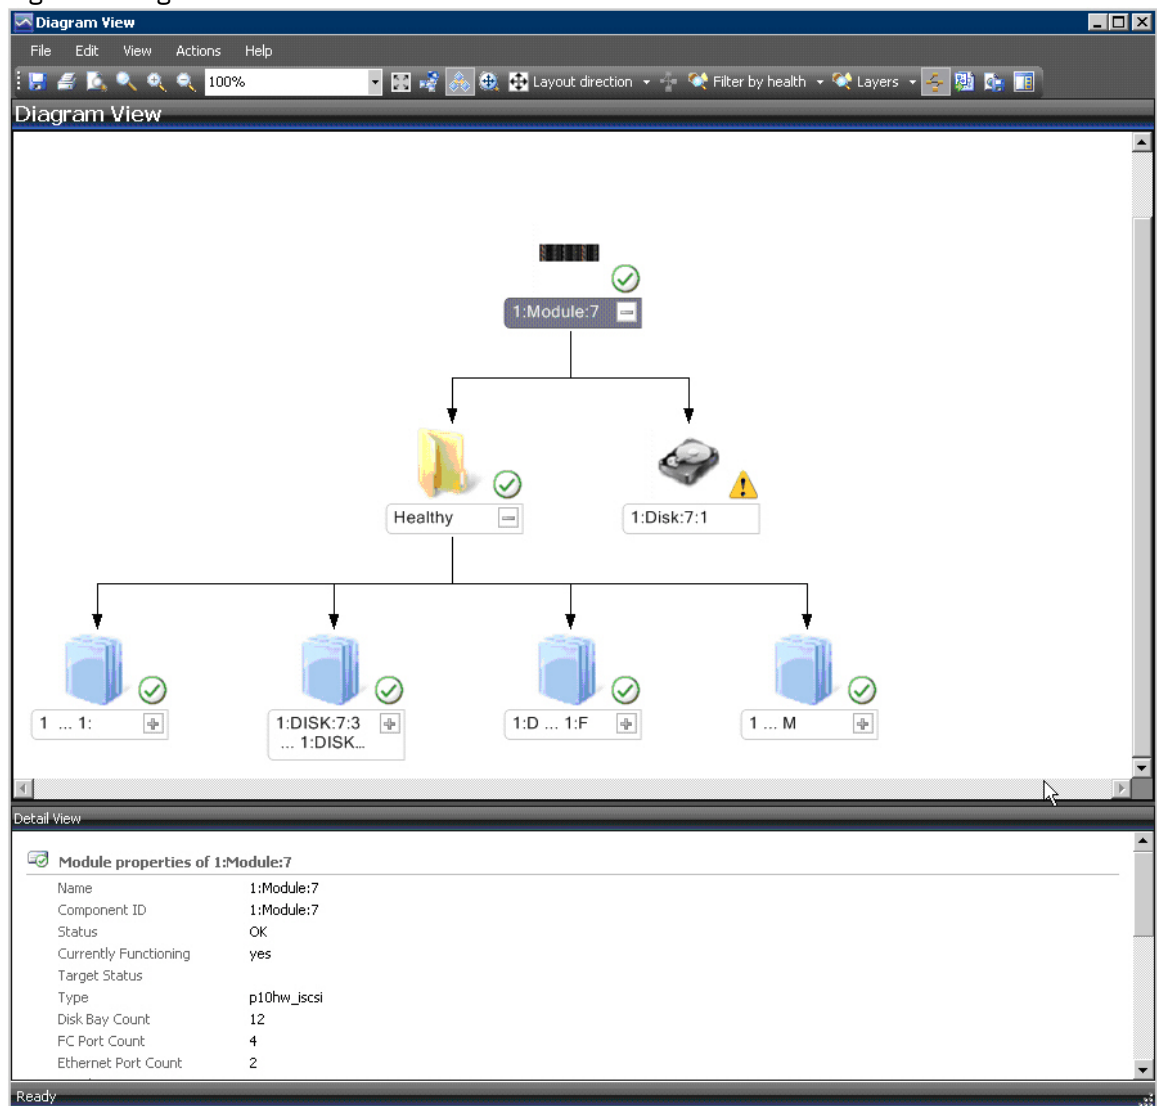 Diagram View
File Edit View Actions Help
100% Layout direction Filter by health Layers
Diagram View
1:Module:7
Healthy
1:Disk:7:1
1 ... 1:
1:DISK:7:3
... 1:DISK...
1:D ... 1:F
1 ... M
Detail View
Module properties of 1:Module:7
Name 1:Module:7
Component ID 1:Module:7
Status OK
Currently Functioning yes
Target Status
Type p10hw_iscsi
Disk Bay Count 12
FC Port Count 4
Ethernet Port Count 2
Ready